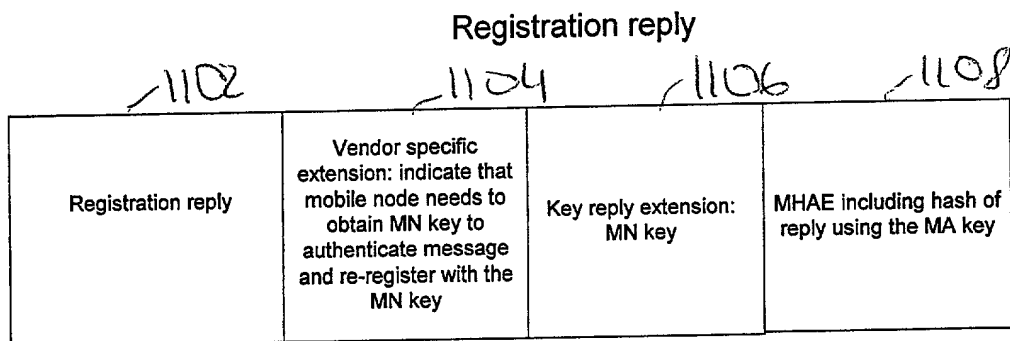 Registration reply
1102
1104
1106
1108
Registration reply
Vendor specific
extension: indicate that
mobile node needs to
obtain MN key to
authenticate message
and re-register with the
MN key
Key reply extension:
MN key
MHAE including hash of
reply using the MA key